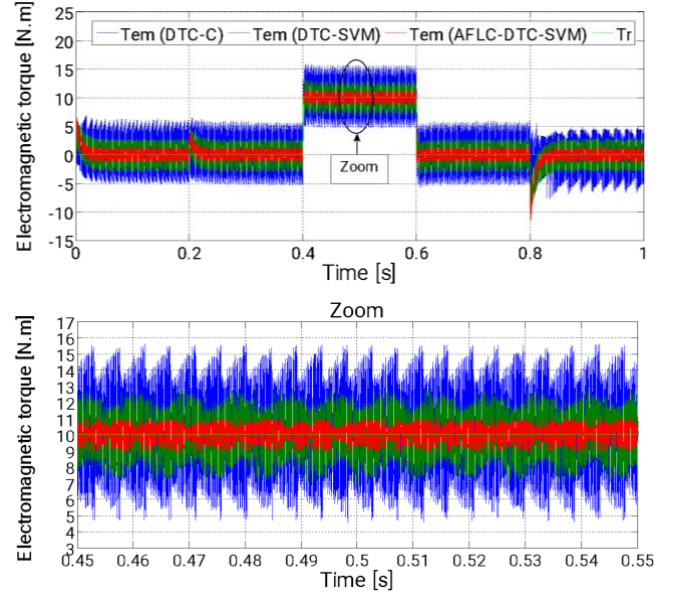 25
20
15
10
5
0
-5
-10
-15
Electromagnetic torque [N.m]
Tem (DTC-C) Tem (DTC-SVM) Tem (AFLC-DTC-SVM) Tr
Zoom
0 0.2 0.4 0.6 0.8 1
Time [s]
Zoom
17
16
15
14
13
12
11
10
9
8
7
6
5
4
3
Electromagnetic torque [N.m]
0.45 0.46 0.47 0.48 0.49 0.5 0.51 0.52 0.53 0.54 0.55
Time [s]